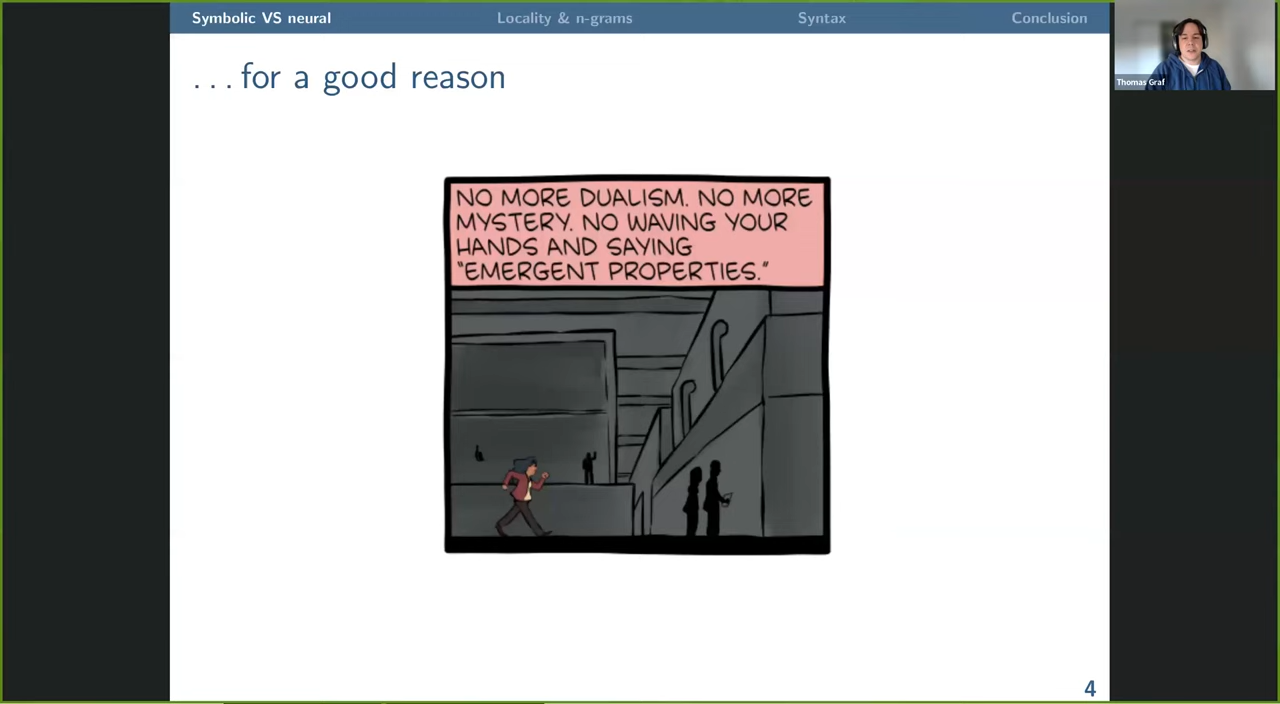 Symbolic VS neural Locality & n-grams Syntax Conclusion
Thomas Graf
...for a good reason
NO MORE DUALISM. NO MORE
MYSTERY. NO WAVING YOUR
HANDS AND SAYING
"EMERGENT PROPERTIES."
4